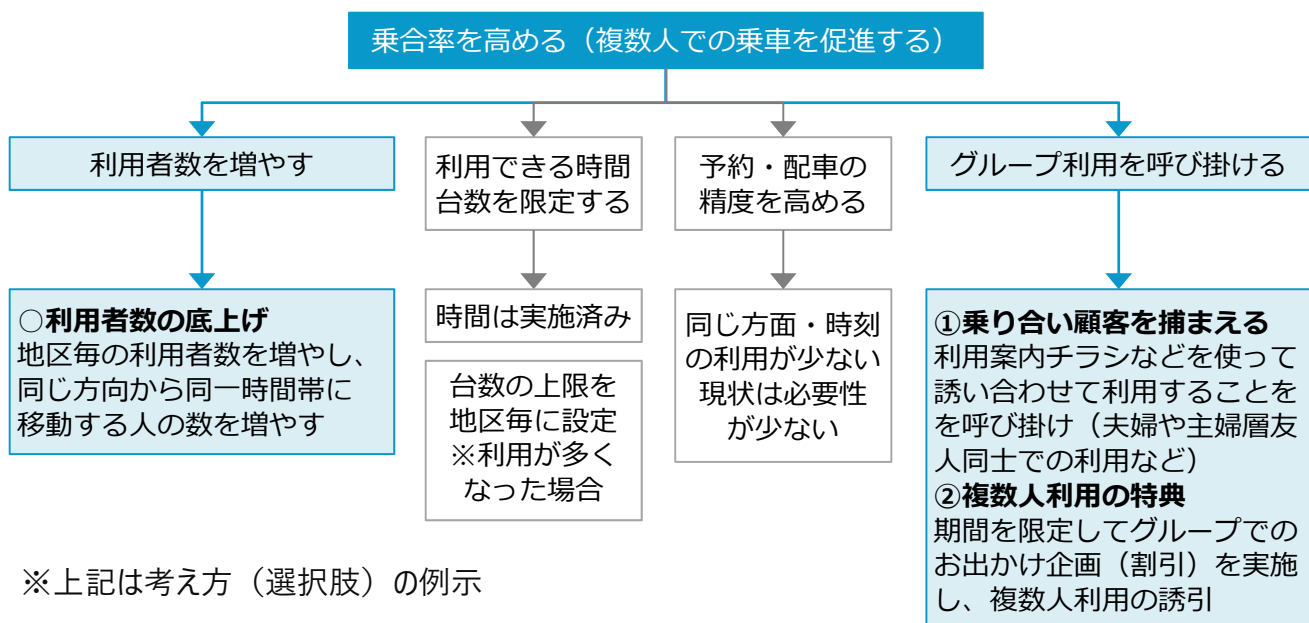 乗合率を高める（複数人での乗車を促進する）
利用者数を増やす
○利用者数の底上げ
地区毎の利用者数を増やし、
同じ方向から同一時間帯に
移動する人の数を増やす
利用できる時間
台数を限定する
時間は実施済み
台数の上限を
地区毎に設定
※利用が多く
なった場合
予約・配車の
精度を高める
同じ方面・時刻
の利用が少ない
現状は必要性
が少ない
グループ利用を呼び掛ける
①乗り合い顧客を捕まえる
利用案内チラシなどを使って
誘い合わせて利用することを
を呼び掛け（夫婦や主婦層友
人同士での利用など）
②複数人利用の特典
期間を限定してグループでの
お出かけ企画（割引）を実施
し、複数人利用の誘引
※上記は考え方（選択肢）の例示